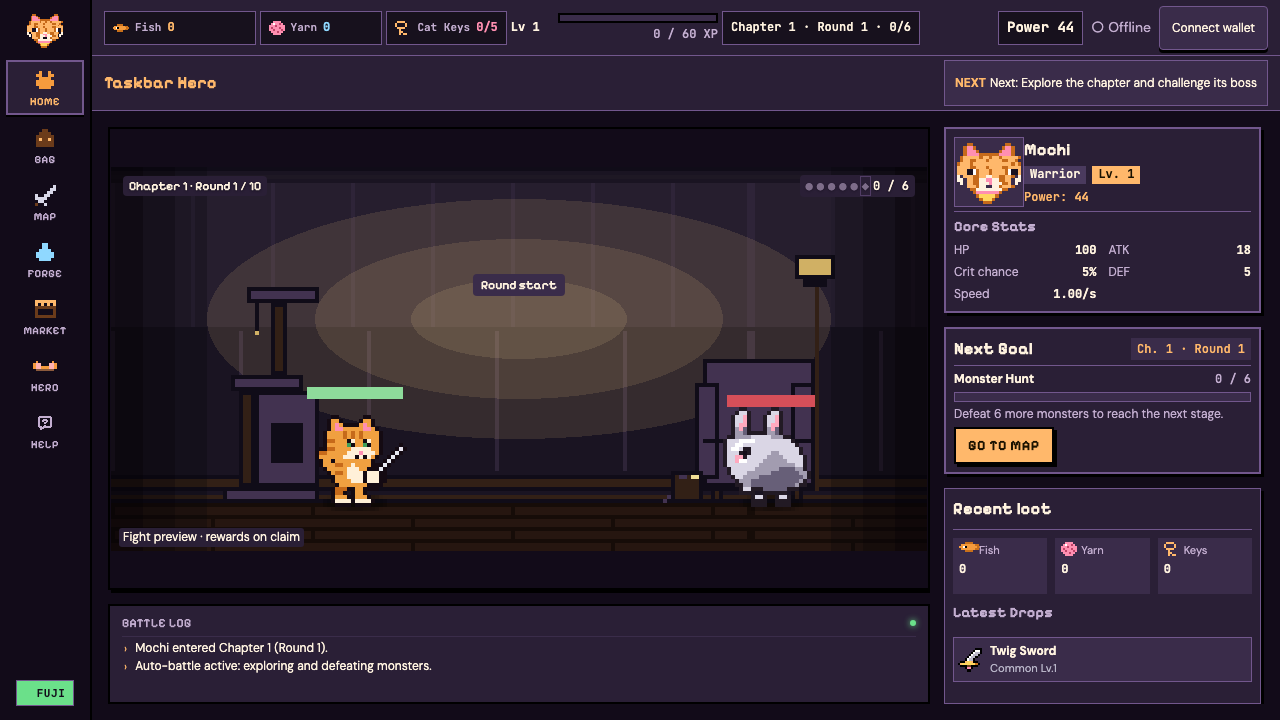 Fish 0
Yarn 0
Cat Keys 0/5
Lv 1
0 / 60 XP
Chapter 1 · Round 1 · 0/6
Power 44
Offline
Connect wallet
HOME
BAG
MAP
FORGE
MARKET
HERO
HELP
FUJI
Taskbar Hero
NEXT Next: Explore the chapter and challenge its boss
Chapter 1 · Round 1 / 10
0 / 6
Round start
Fight preview · rewards on claim
BATTLE LOG
› Mochi entered Chapter 1 (Round 1).
› Auto-battle active: exploring and defeating monsters.
Mochi
Warrior Lv. 1
Power: 44
Core Stats
HP 100 ATK 18
Crit chance 5% DEF 5
Speed 1.00/s
Next Goal
Ch. 1 · Round 1
Monster Hunt 0 / 6
Defeat 6 more monsters to reach the next stage.
GO TO MAP
Recent loot
Fish
0
Yarn
0
Keys
0
Latest Drops
Twig Sword
Common Lv.1